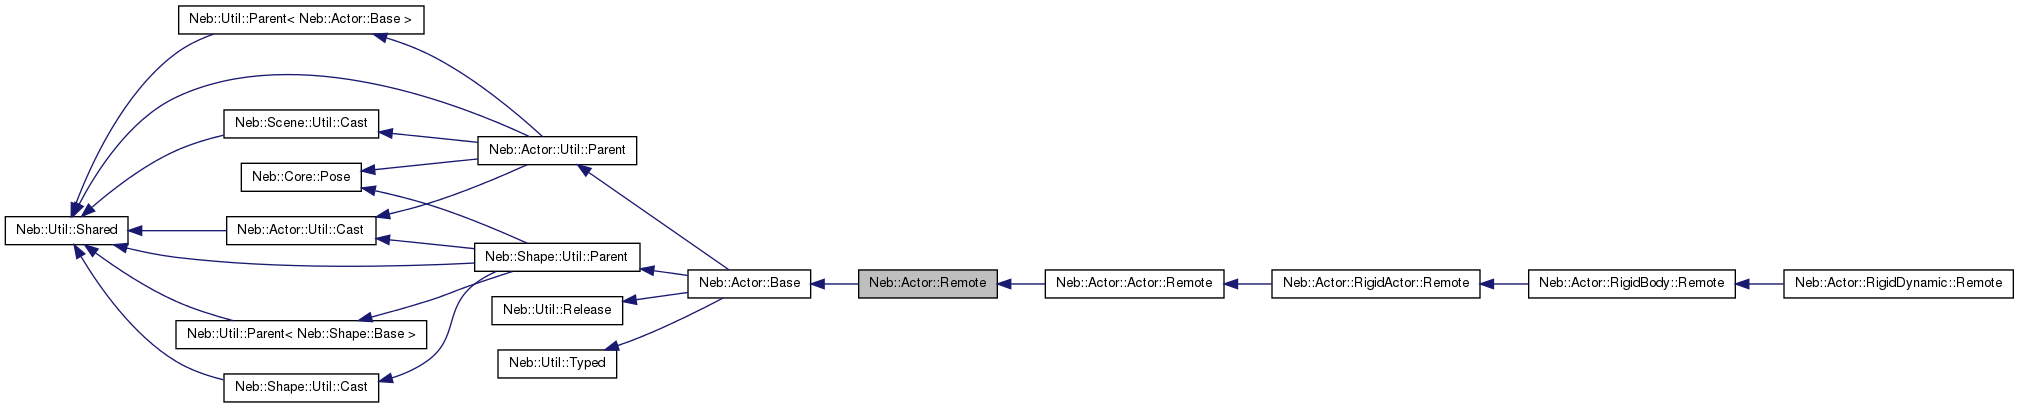 Neb::Util::Parent< Neb::Actor::Base >
Neb::Scene::Util::Cast
Neb::Actor::Util::Parent
Neb::Core::Pose
Neb::Util::Shared
Neb::Actor::Util::Cast
Neb::Shape::Util::Parent
Neb::Actor::Base
Neb::Actor::Remote
Neb::Actor::Actor::Remote
Neb::Actor::RigidActor::Remote
Neb::Actor::RigidBody::Remote
Neb::Actor::RigidDynamic::Remote
Neb::Util::Release
Neb::Util::Parent< Neb::Shape::Base >
Neb::Util::Typed
Neb::Shape::Util::Cast